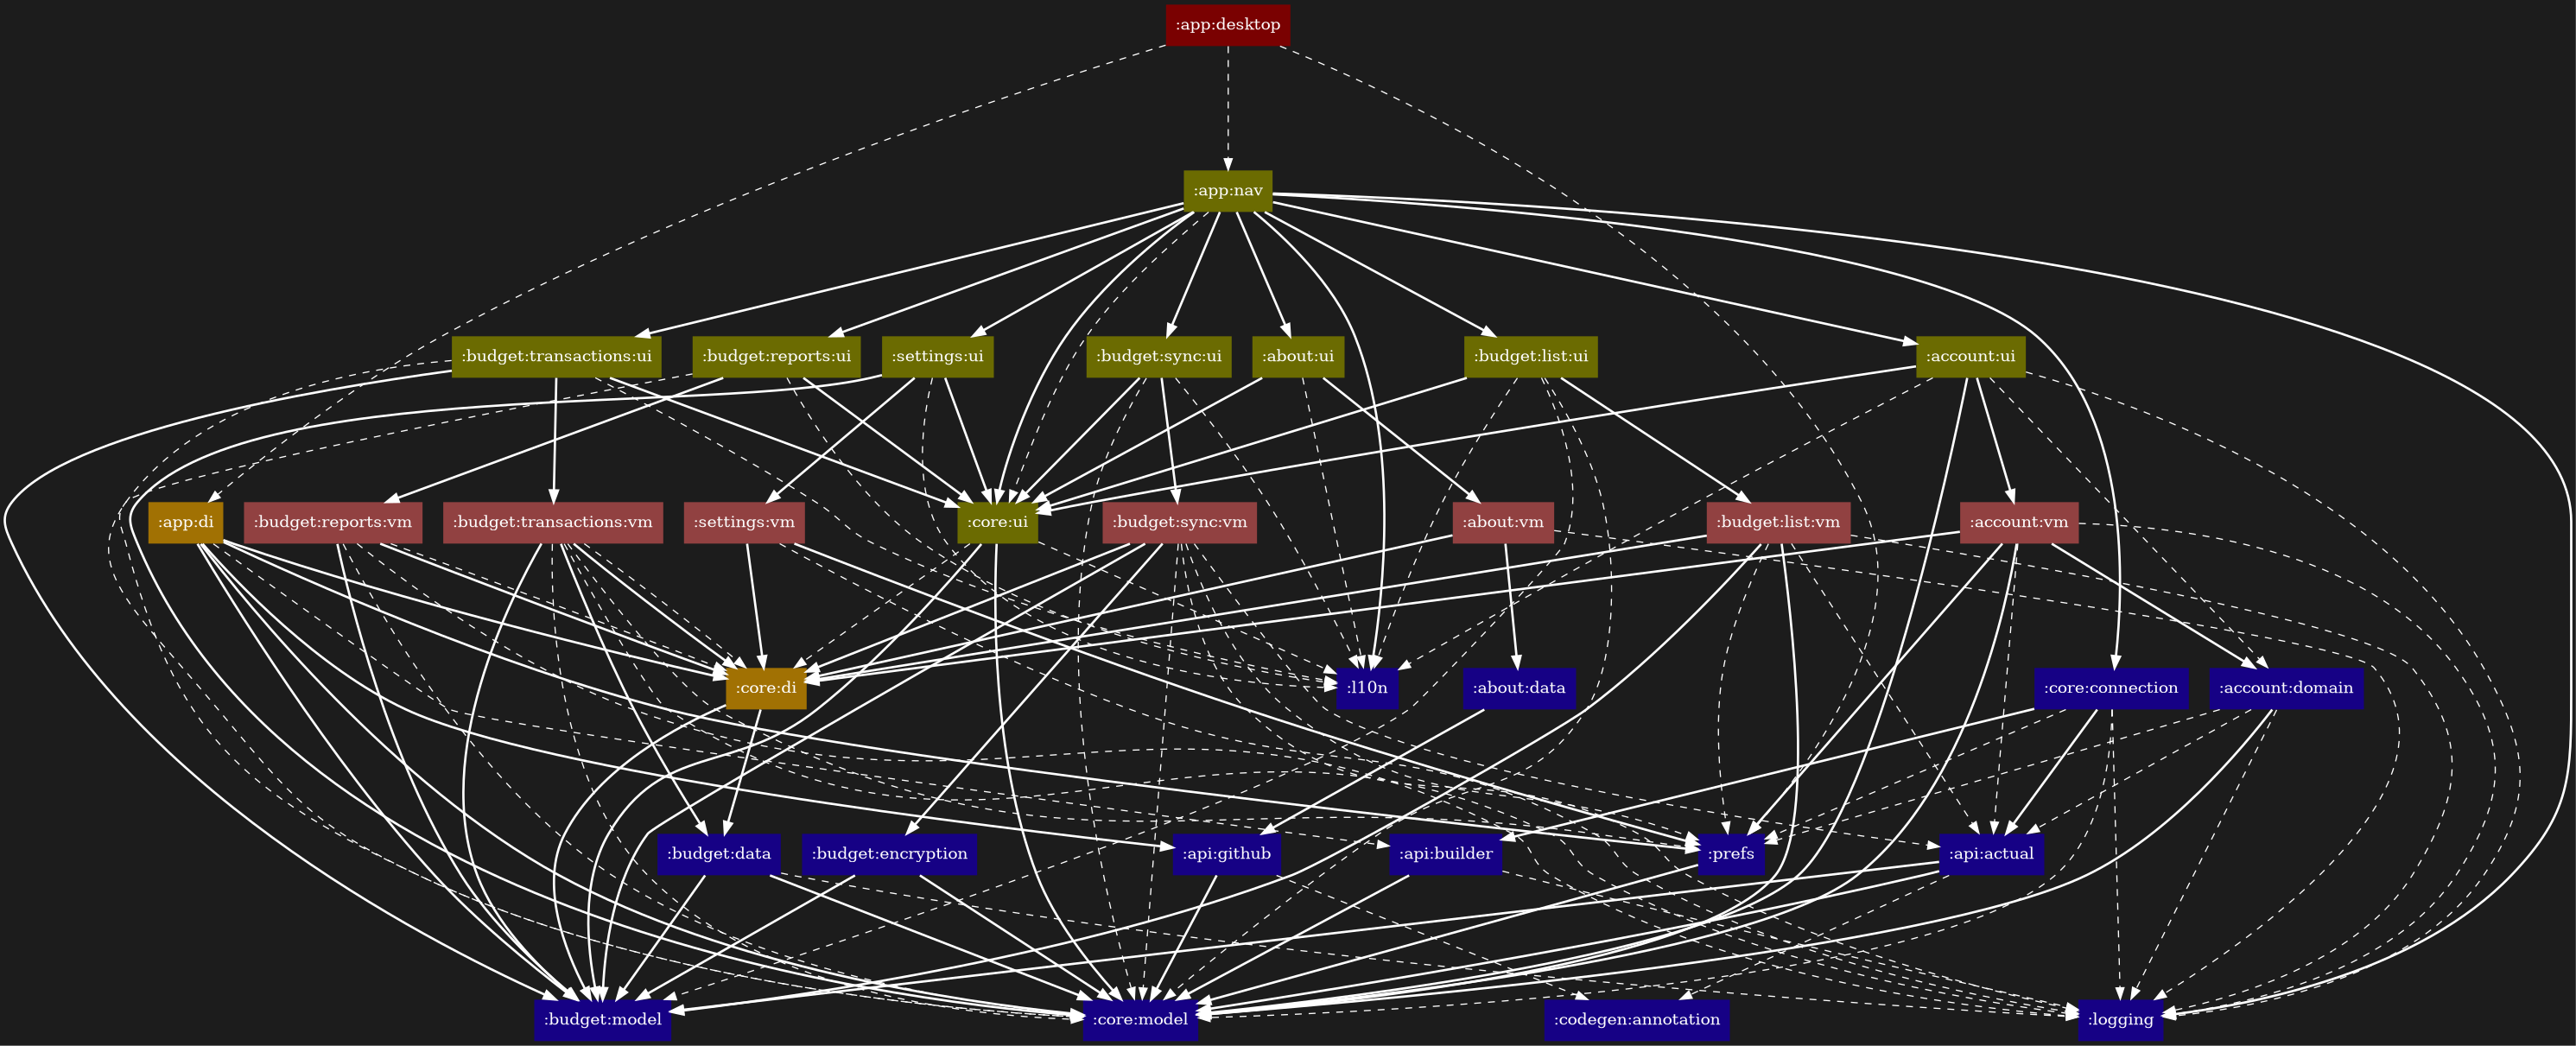 :app:desktop
:app:nav
:budget:transactions:ui
:budget:reports:ui
:settings:ui
:budget:sync:ui
:about:ui
:budget:list:ui
:account:ui
:app:di
:budget:reports:vm
:budget:transactions:vm
:settings:vm
:core:ui
:budget:sync:vm
:about:vm
:budget:list:vm
:account:vm
:core:di
:l10n
:about:data
:core:connection
:account:domain
:budget:data
:budget:encryption
:api:github
:api:builder
:prefs
:api:actual
:budget:model
:core:model
:codegen:annotation
:logging